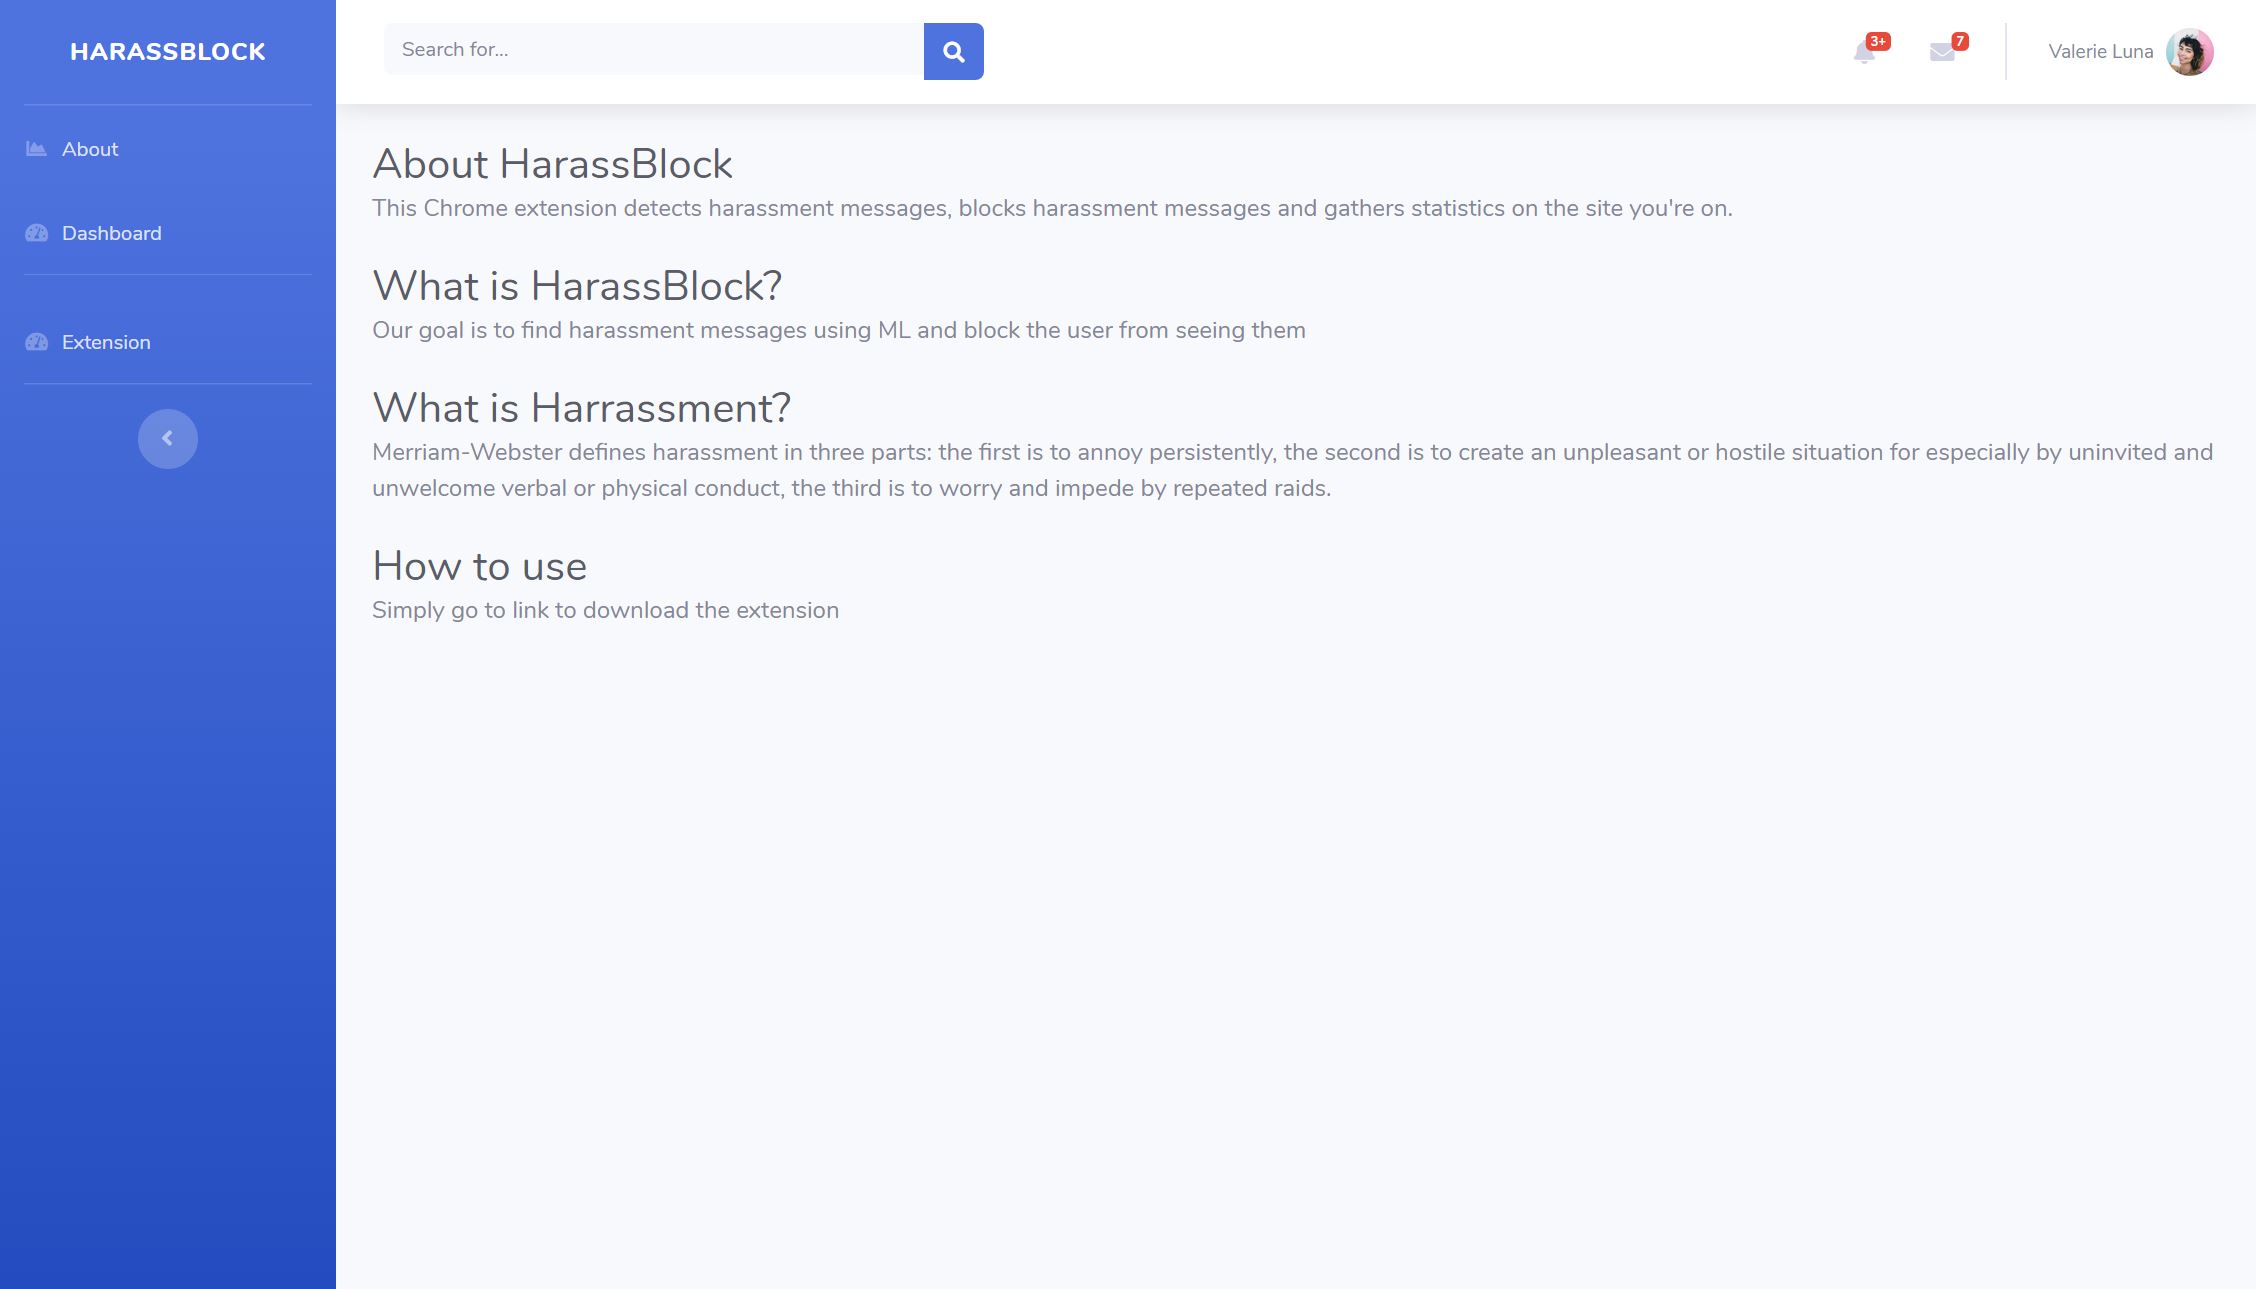 HARASSBLOCK
About
Dashboard
Extension
Search for...
3+
7
Valerie Luna
About HarassBlock
This Chrome extension detects harassment messages, blocks harassment messages and gathers statistics on the site you're on.
What is HarassBlock?
Our goal is to find harassment messages using ML and block the user from seeing them
What is Harrassment?
Merriam-Webster defines harassment in three parts: the first is to annoy persistently, the second is to create an unpleasant or hostile situation for especially by uninvited and
unwelcome verbal or physical conduct, the third is to worry and impede by repeated raids.
How to use
Simply go to link to download the extension